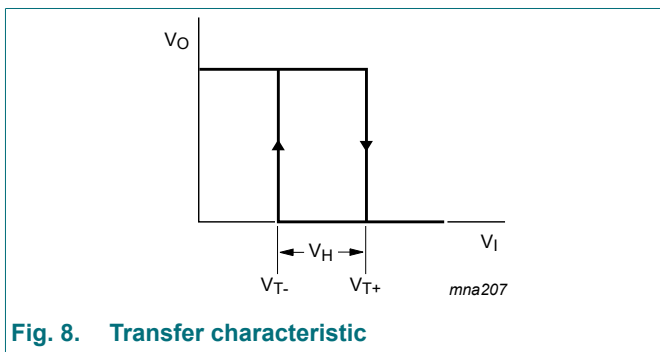 VO
VI
VH
VT- VT+
mna207
Fig. 8. Transfer characteristic